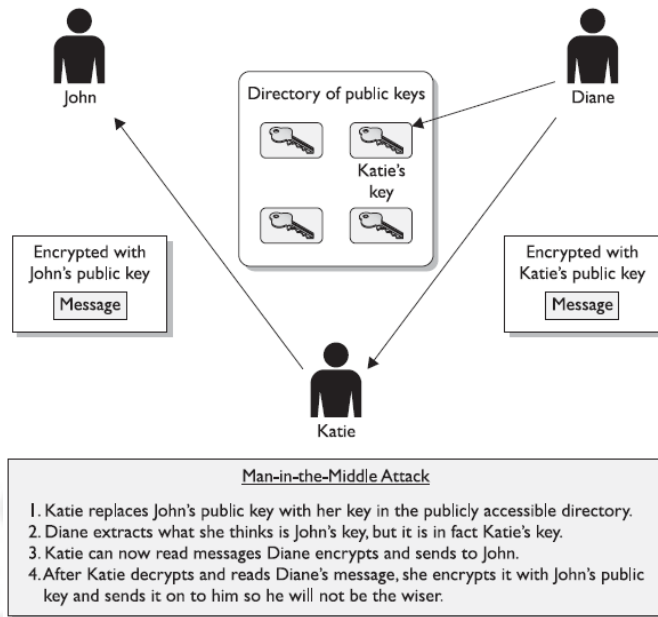 John
Directory of public keys
Diane
Katie's
key
Encrypted with
John's public key
Message
Encrypted with
Katie's public key
Message
Katie
Man-in-the-Middle Attack
1. Katie replaces John's public key with her key in the publicly accessible directory.
2. Diane extracts what she thinks is John's key, but it is in fact Katie's key.
3. Katie can now read messages Diane encrypts and sends to John.
4. After Katie decrypts and reads Diane's message, she encrypts it with John's public
key and sends it on to him so he will not be the wiser.